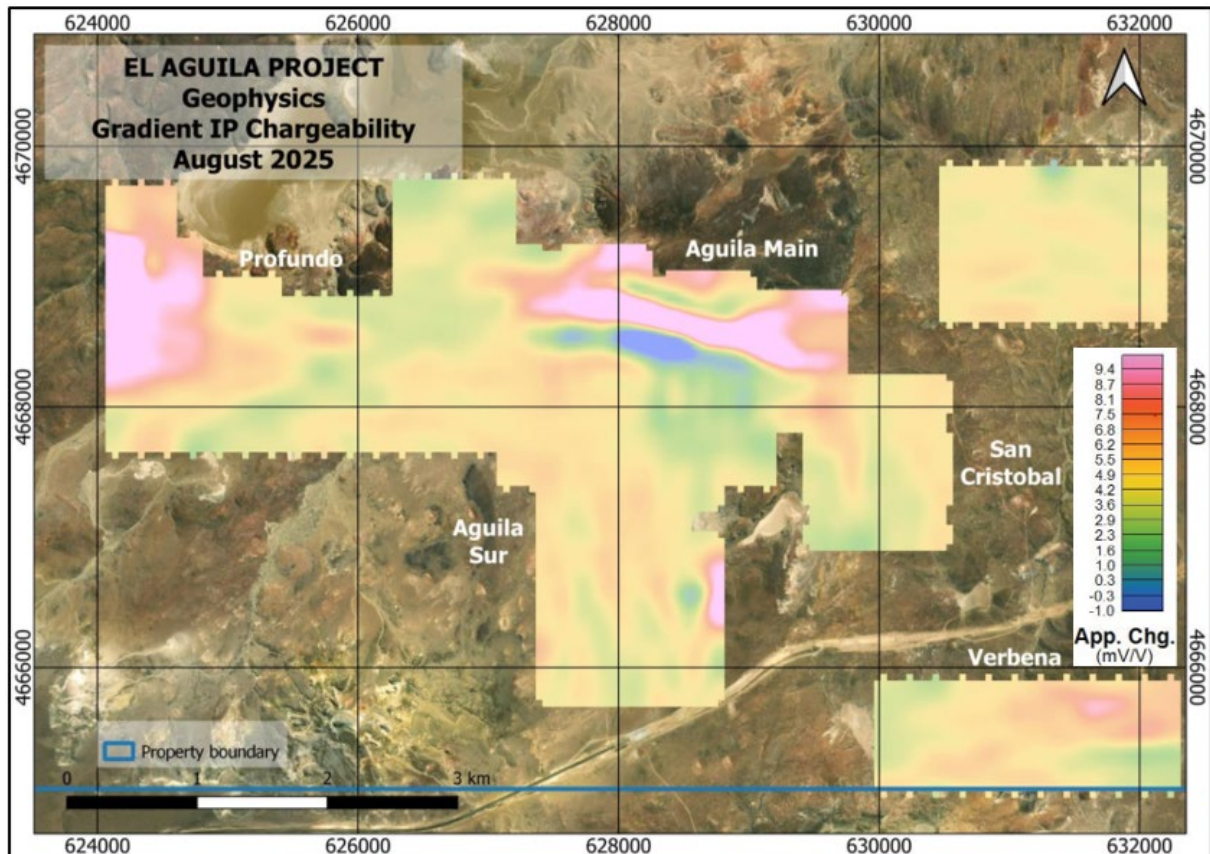 624000
626000
628000
630000
632000
EL AGUILA PROJECT
Geophysics
Gradient IP Chargeability
August 2025
4670000
4670000
Profundo
Aguila Main
4668000
4668000
9.4
8.7
8.1
7.5
6.8
6.2
5.5
4.9
4.2
3.6
2.9
2.3
1.6
1.0
0.3
-0.3
-1.0
App. Chg.
(mV/V)
San
Cristobal
Aguila
Sur
Verbena
4666000
4666000
Property boundary
0 1 2 3 km
624000
626000
628000
630000
632000